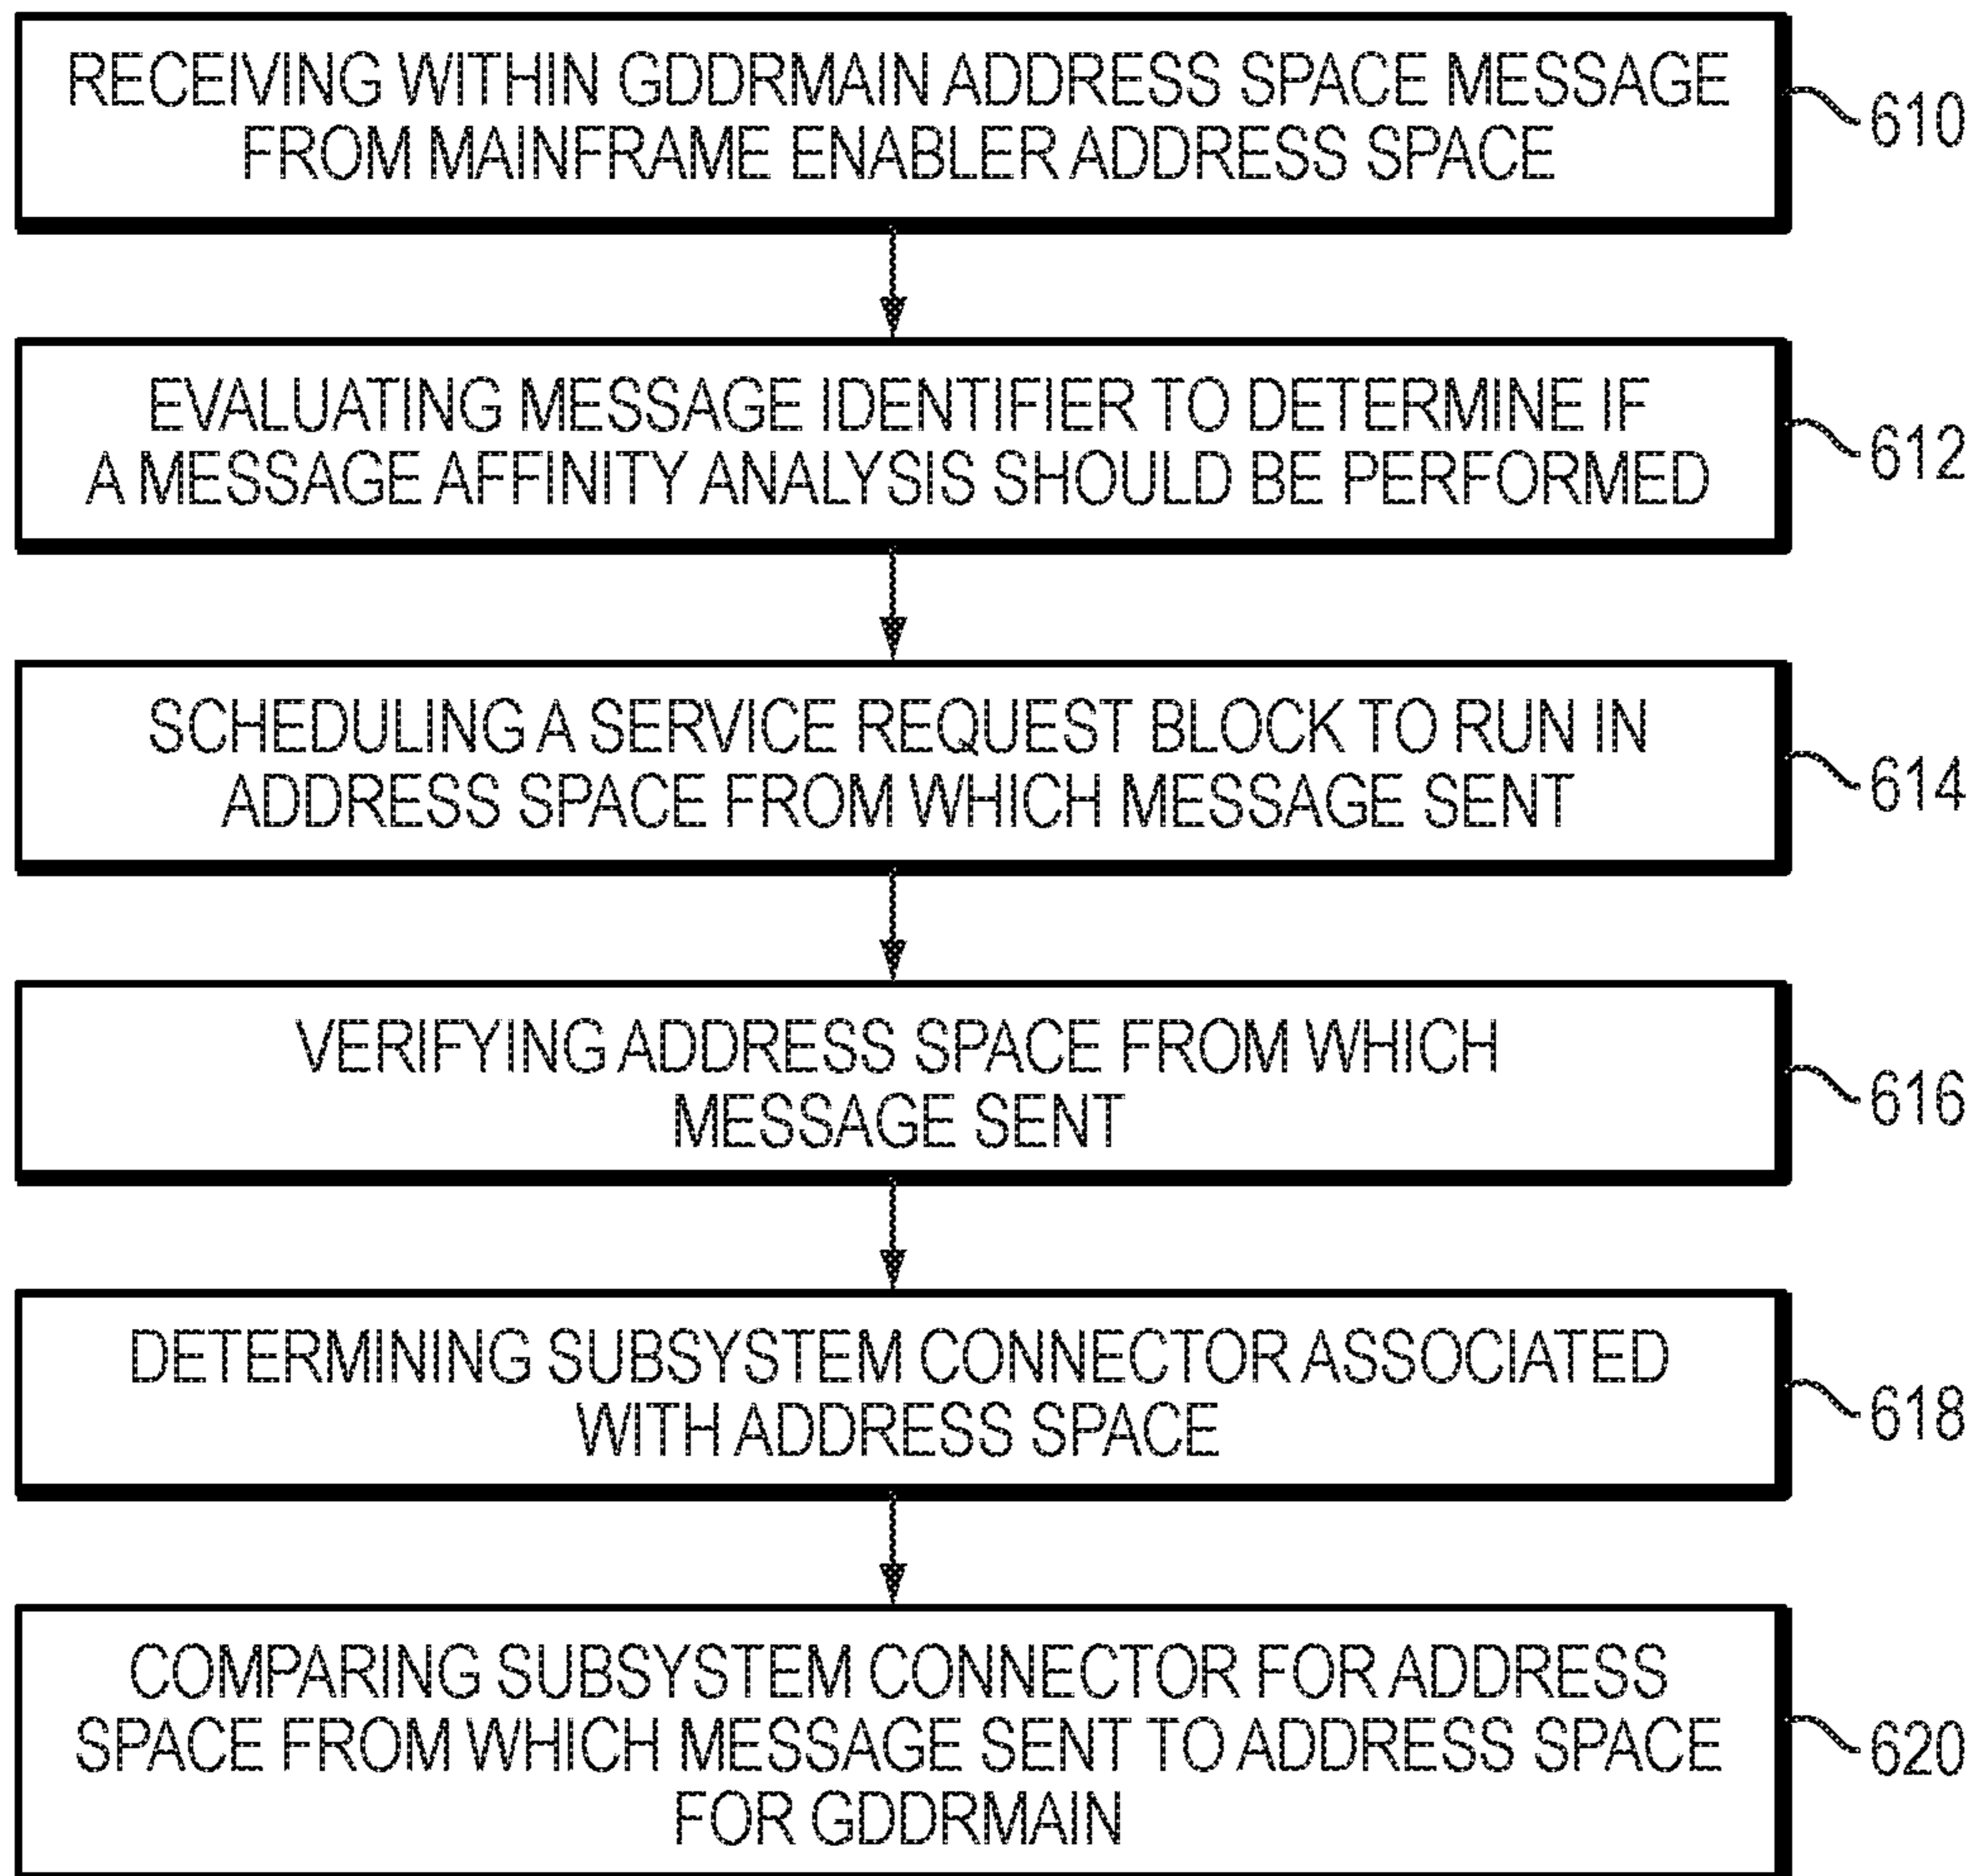 RECEIVING WITHIN GDDRMAIN ADDRESS SPACE MESSAGE
FROM MAINFRAME ENABLER ADDRESS SPACE
610
EVALUATING MESSAGE IDENTIFIER TO DETERMINE IF
A MESSAGE AFFINITY ANALYSIS SHOULD BE PERFORMED
612
SCHEDULING A SERVICE REQUEST BLOCK TO RUN IN
ADDRESS SPACE FROM WHICH MESSAGE SENT
614
VERIFYING ADDRESS SPACE FROM WHICH
MESSAGE SENT
616
DETERMINING SUBSYSTEM CONNECTOR ASSOCIATED
WITH ADDRESS SPACE
618
COMPARING SUBSYSTEM CONNECTOR FOR ADDRESS
SPACE FROM WHICH MESSAGE SENT TO ADDRESS SPACE
FOR GDDRMAIN
620